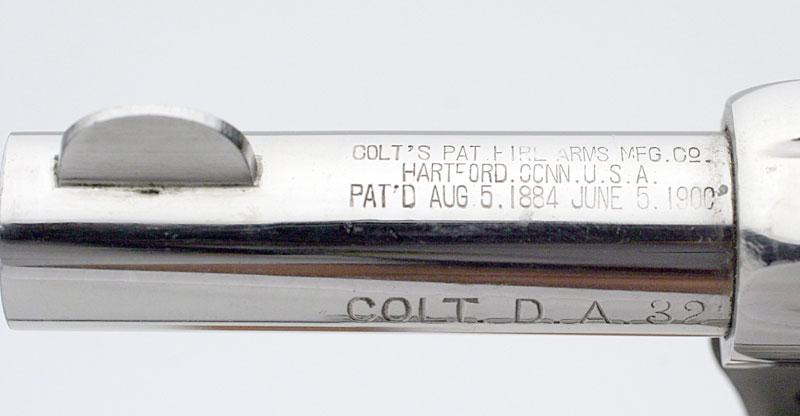 COLT'S PAT. FIRE ARMS MFG. Co.
HARTFORD. CONN. U.S.A.
PAT'D AUG. 5, 1884 JUNE 5, 1900
COLT. D. A. 32